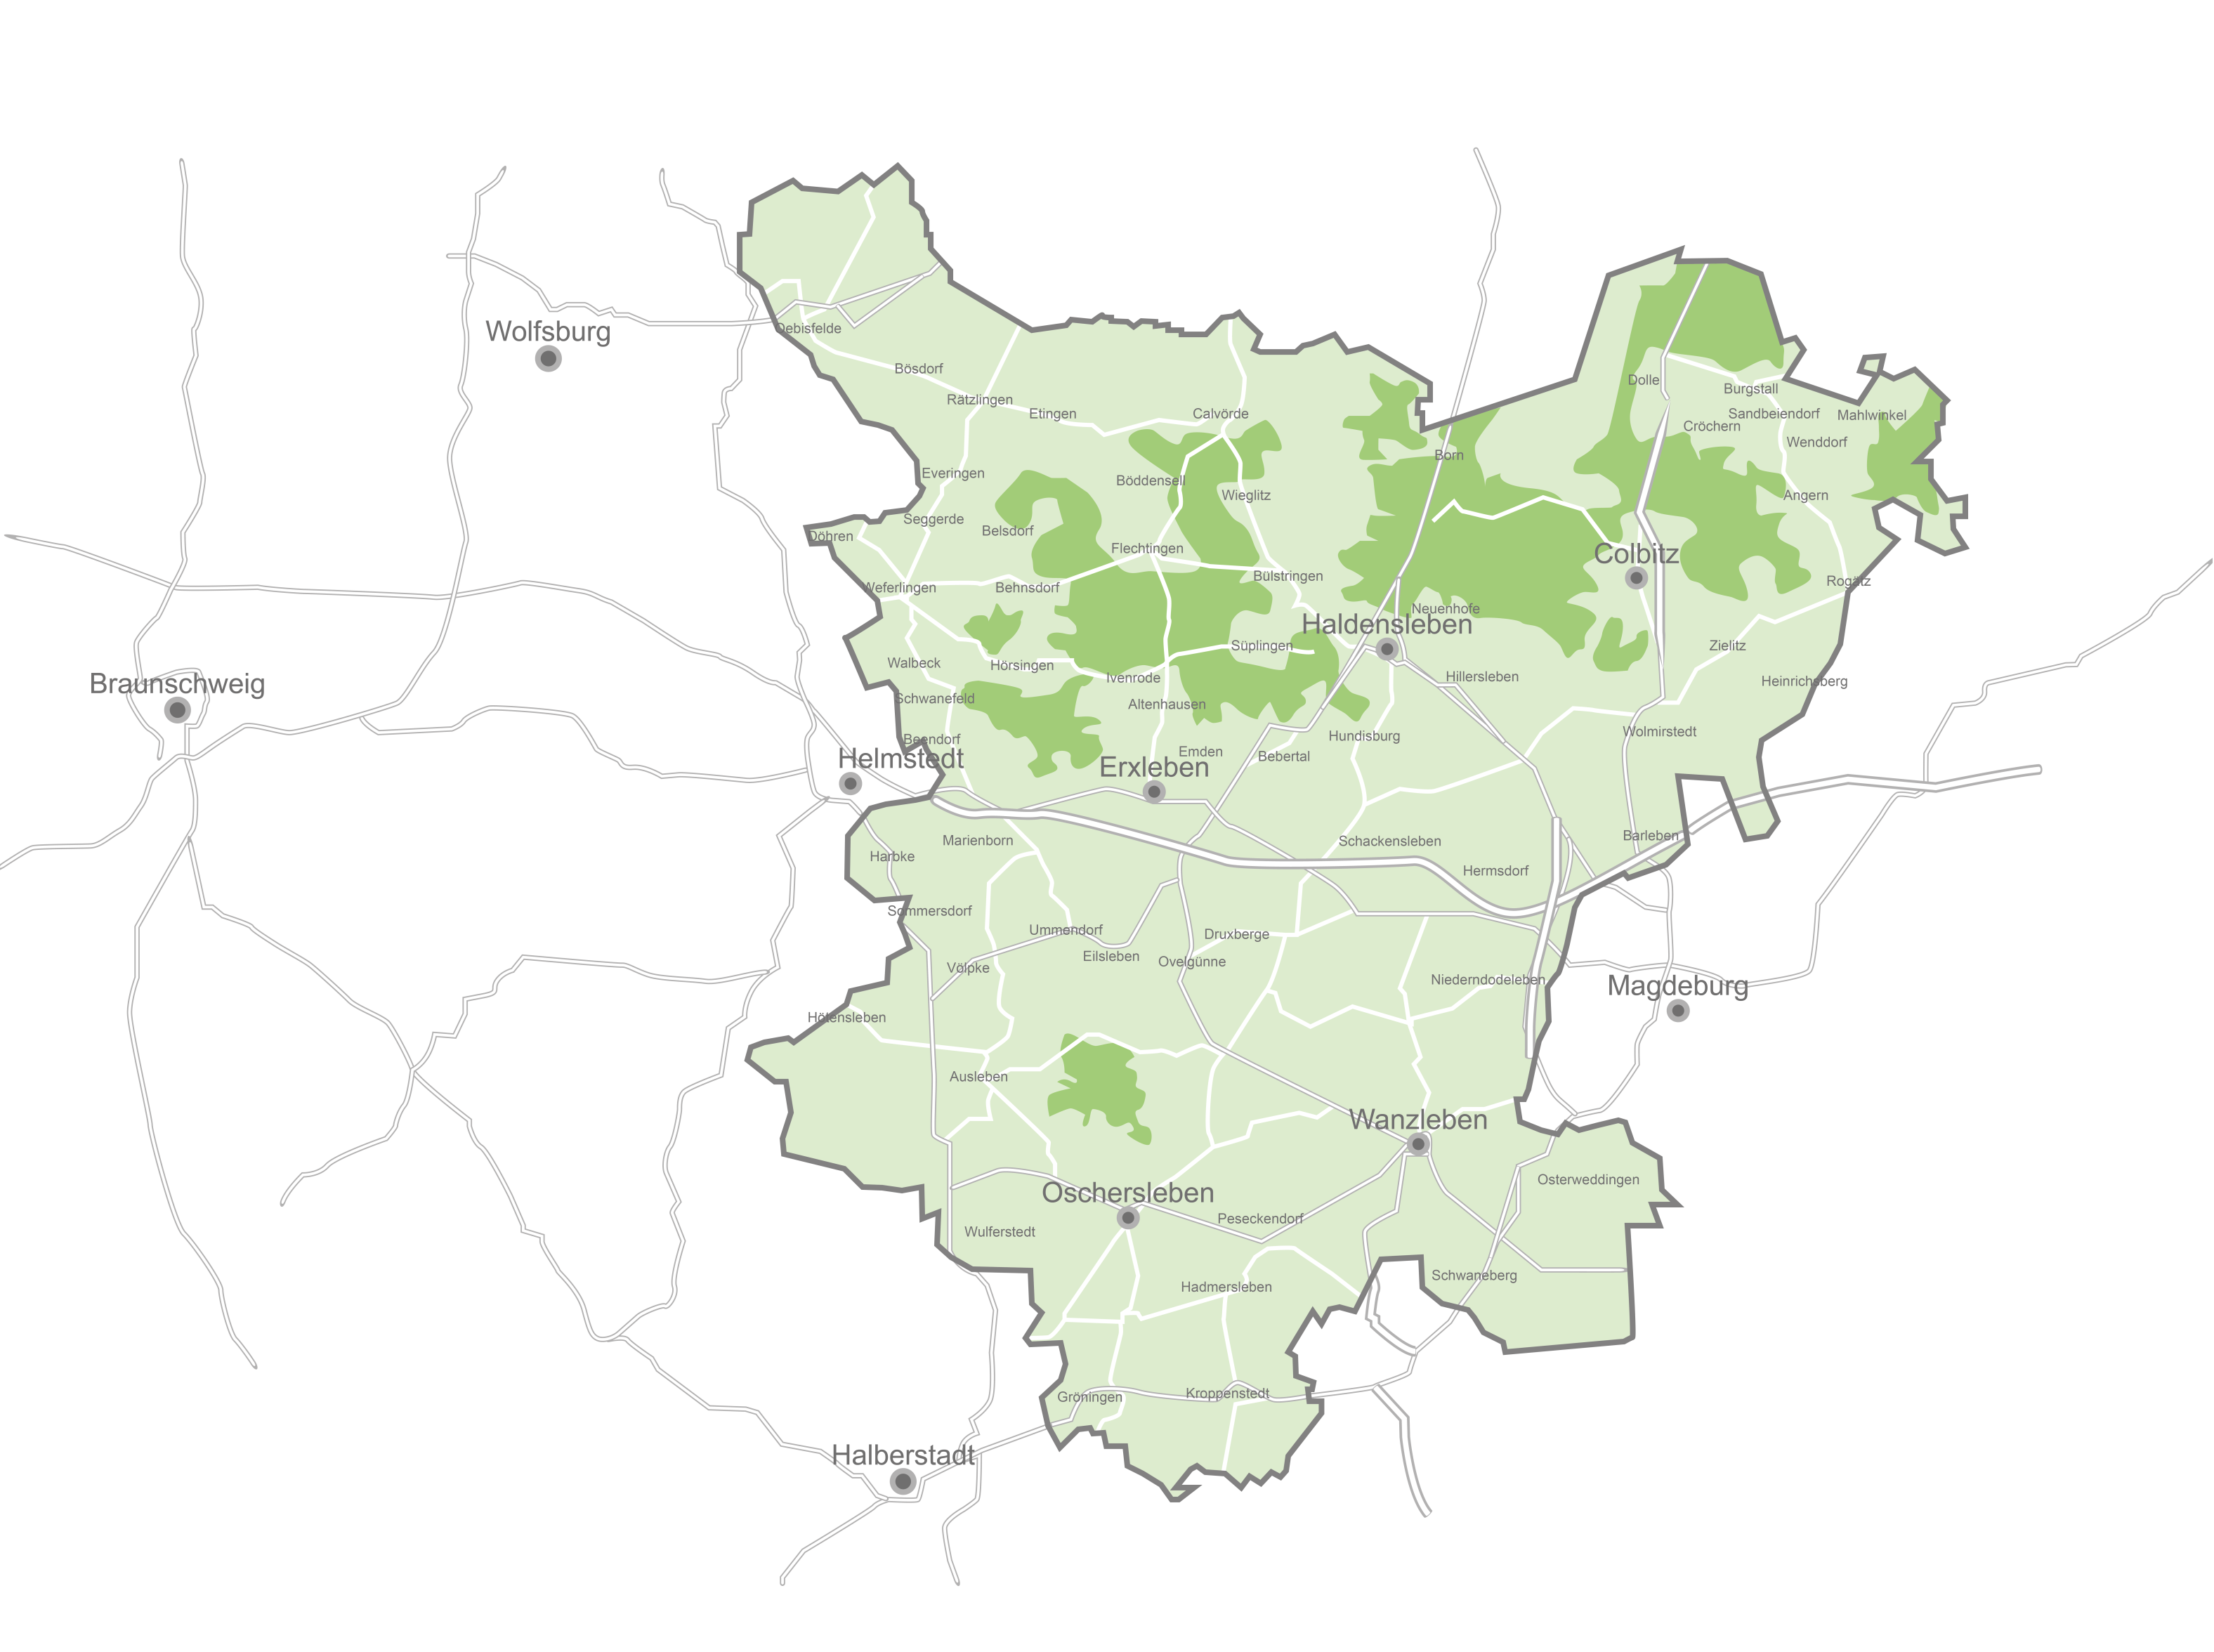 Oebisfelde
Wolfsburg
Bösdorf
Dolle
Burgstall
Rätzlingen
Etingen
Calvörde
Sandbeiendorf
Mahlwinkel
Cröchern
Wenddorf
Born
Everingen
Böddensell
Wieglitz
Angern
Seggerde
Belsdorf
Döhren
Flechtingen
Colbitz
Bülstringen
Rogätz
Weferlingen
Behnsdorf
Neuenhofe
Haldensleben
Süplingen
Zielitz
Walbeck
Hörsingen
Ivenrode
Hillersleben
Heinrichsberg
Braunschweig
Schwanefeld
Altenhausen
Beendorf
Hundisburg
Wolmirstedt
Helmstedt
Emden
Bebertal
Erxleben
Marienborn
Schackensleben
Barleben
Harbke
Hermsdorf
Sommersdorf
Ummendorf
Druxberge
Eilsleben
Ovelgünne
Völpke
Niederndodeleben
Magdeburg
Hötensleben
Ausleben
Wanzleben
Osterweddingen
Oschersleben
Peseckendorf
Wulferstedt
Schwaneberg
Hadmersleben
Gröningen
Kroppenstedt
Halberstadt